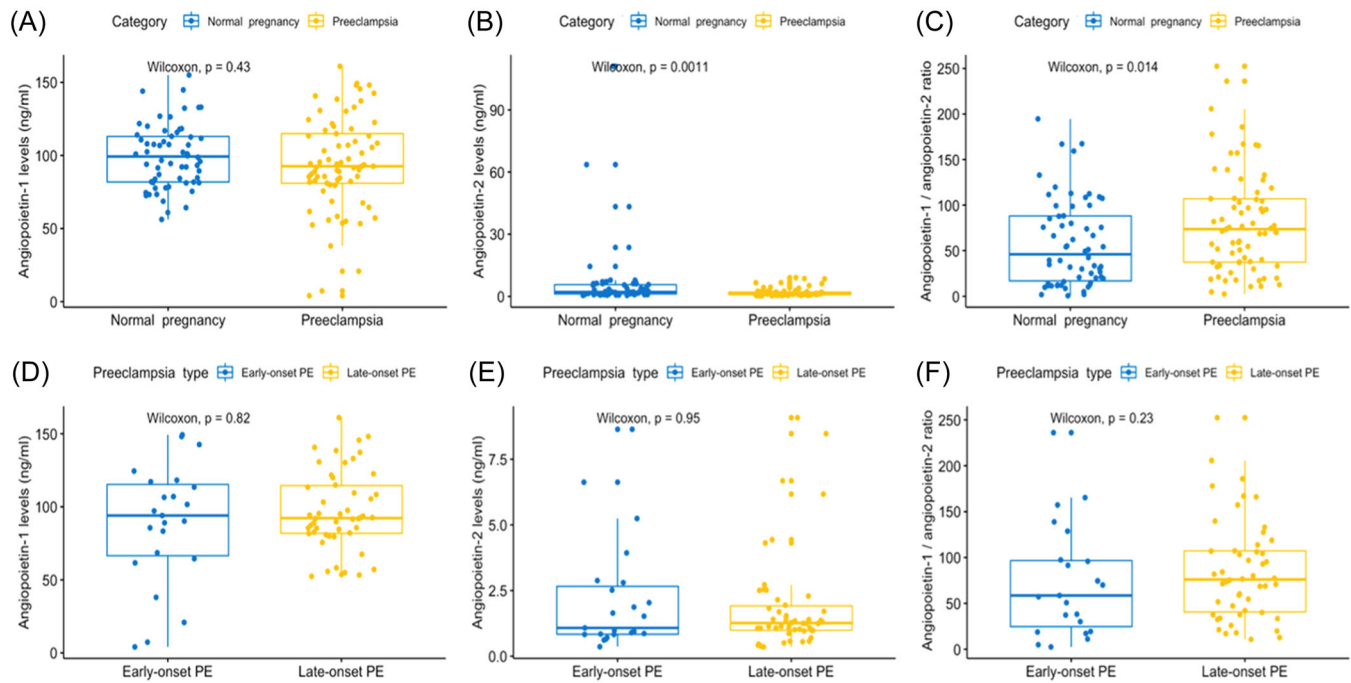 (A) Category Normal pregnancy Preeclampsia
Wilcoxon, p = 0.43
Angiopoietin-1 levels (ng/ml)
150
100
50
0
Normal pregnancy Preeclampsia
(B) Category Normal pregnancy Preeclampsia
Wilcoxon, p = 0.0011
Angiopoietin-2 levels (ng/ml)
90
60
30
0
Normal pregnancy Preeclampsia
(C) Category Normal pregnancy Preeclampsia
Wilcoxon, p = 0.014
Angiopoietin-1 / angiopoietin-2 ratio
250
200
150
100
50
0
Normal pregnancy Preeclampsia
(D) Preeclampsia type Early-onset PE Late-onset PE
Wilcoxon, p = 0.82
Angiopoietin-1 levels (ng/ml)
150
100
50
0
Early-onset PE Late-onset PE
(E) Preeclampsia type Early-onset PE Late-onset PE
Wilcoxon, p = 0.95
Angiopoietin-2 levels (ng/ml)
7.5
5.0
2.5
0.0
Early-onset PE Late-onset PE
(F) Preeclampsia type Early-onset PE Late-onset PE
Wilcoxon, p = 0.23
Angiopoietin-1 / angiopoietin-2 ratio
250
200
150
100
50
0
Early-onset PE Late-onset PE